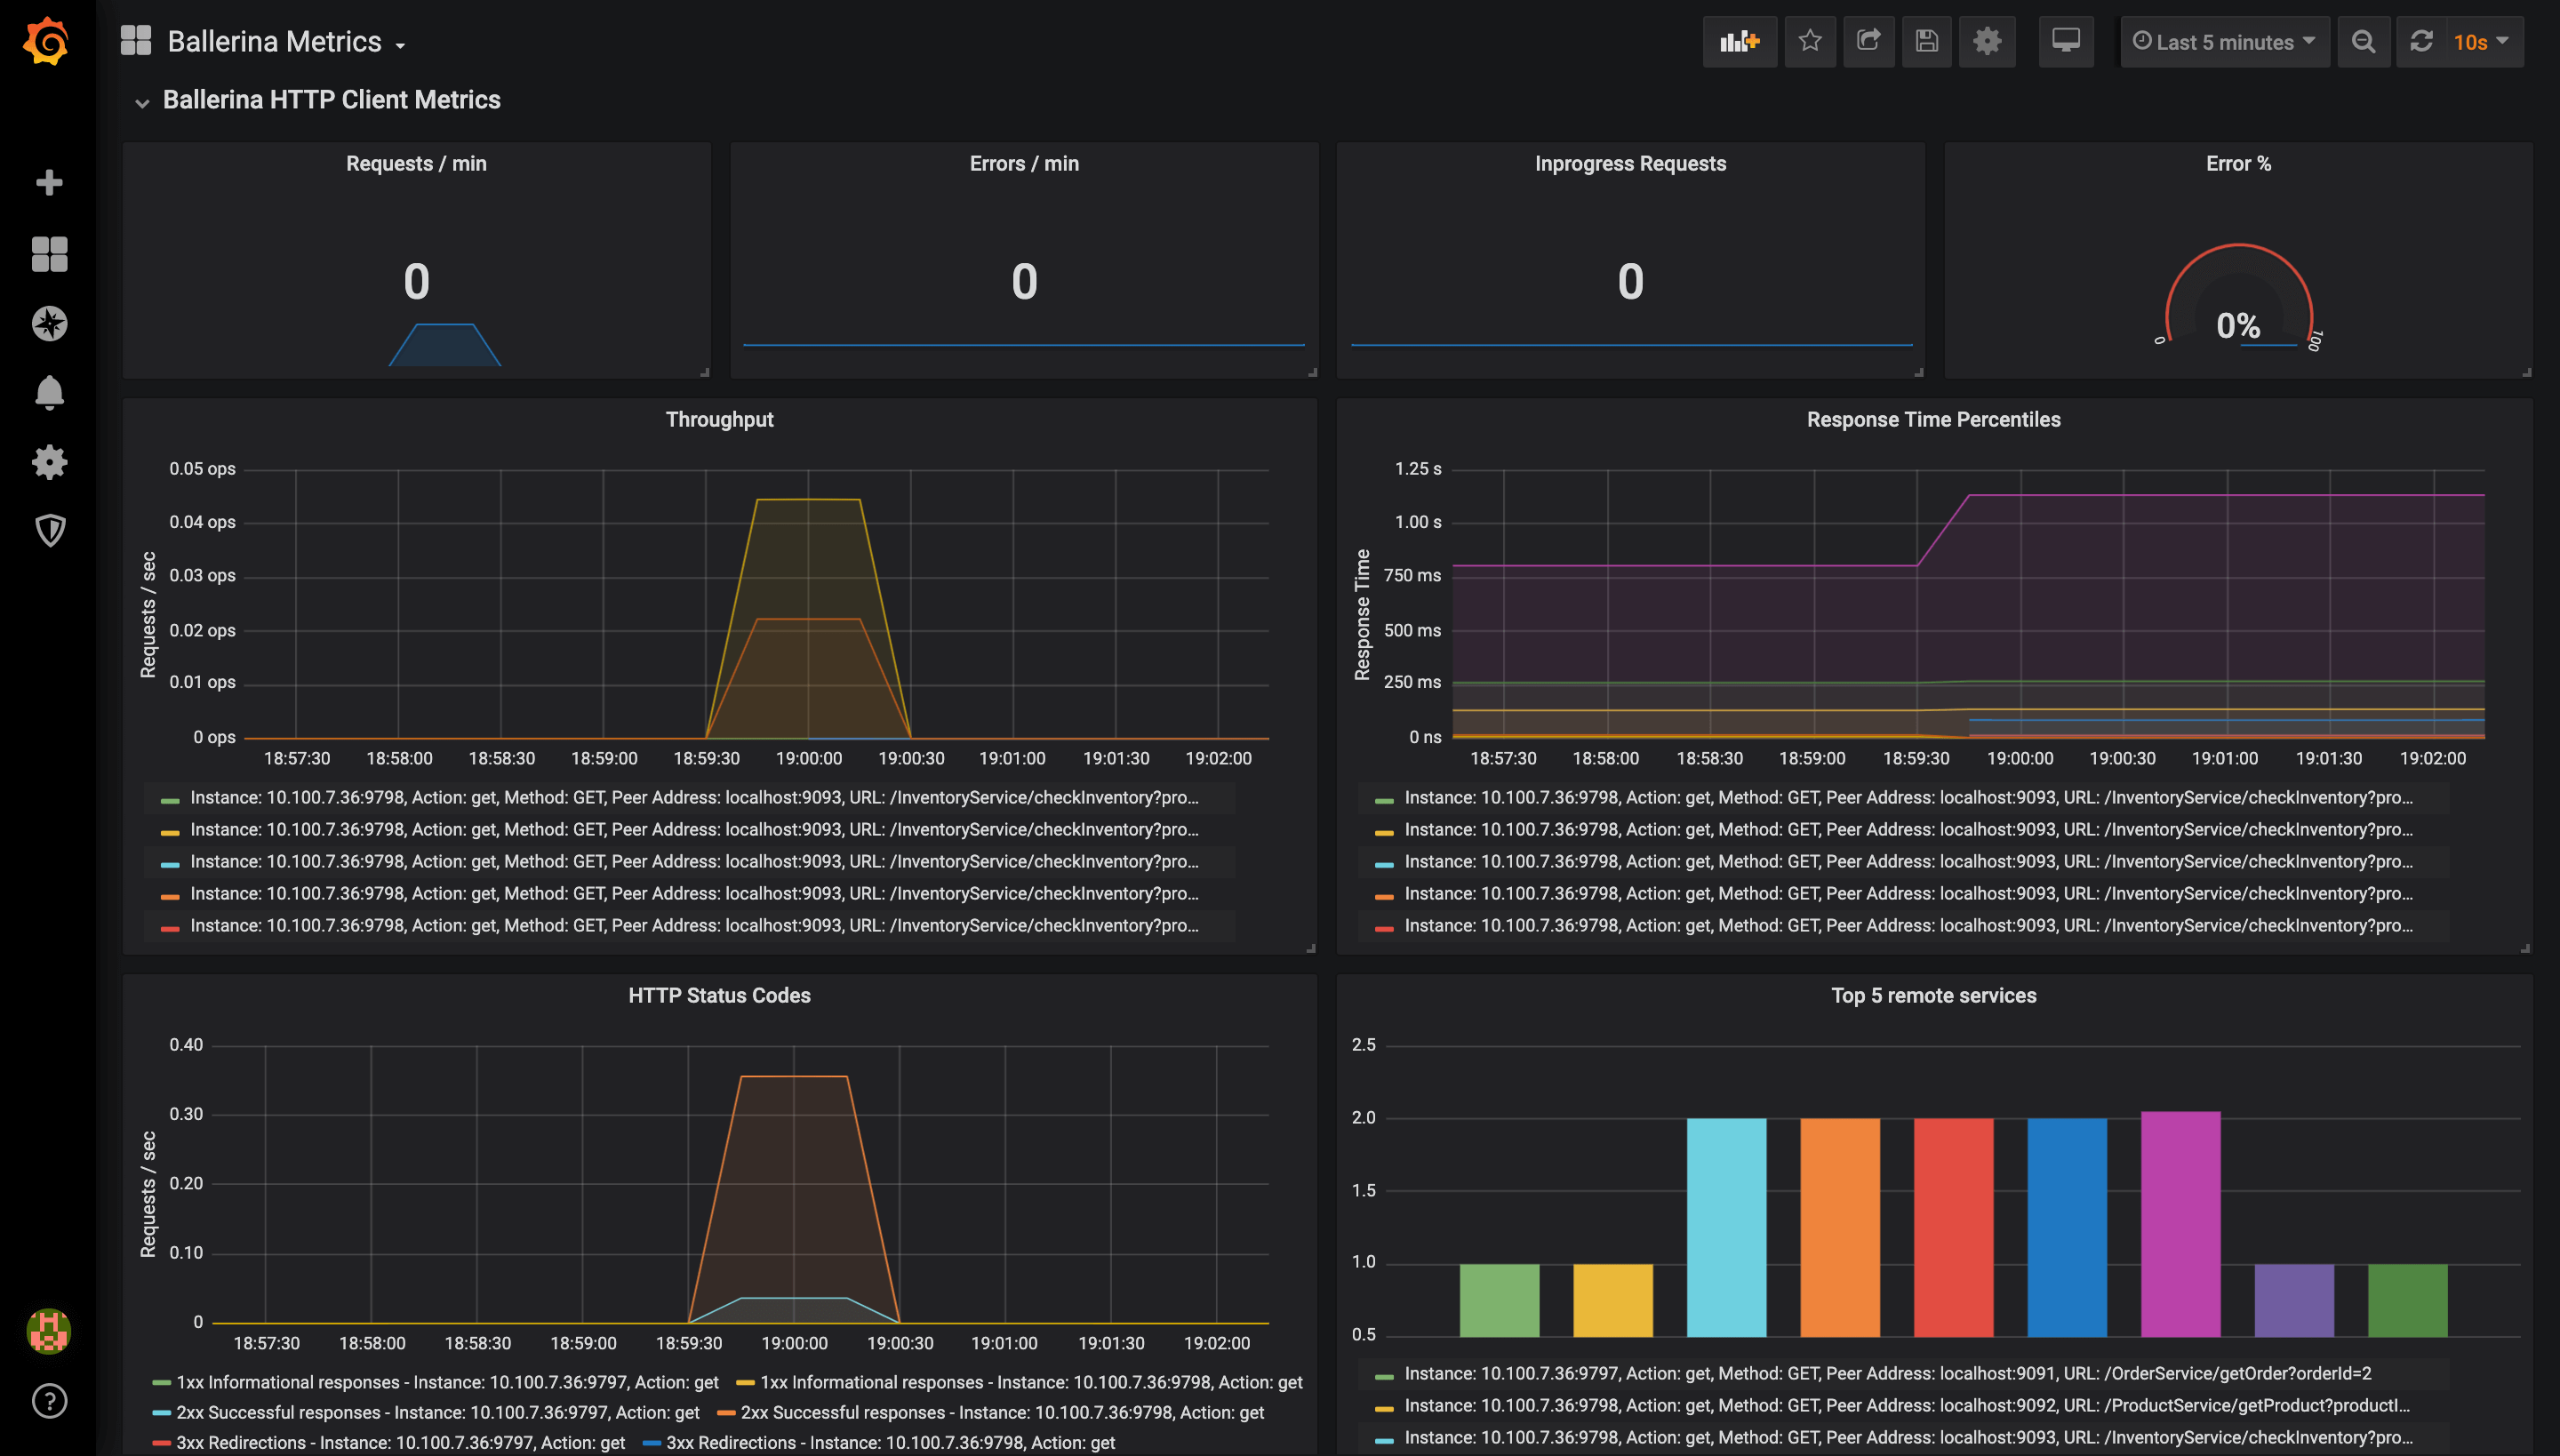 Ballerina Metrics
Last 5 minutes
10s
Ballerina HTTP Client Metrics
Requests / min
0
Errors / min
0
Inprogress Requests
0
Error %
0%
0
100
Throughput
Requests / sec
0.05 ops
0.04 ops
0.03 ops
0.02 ops
0.01 ops
0 ops
18:57:30 18:58:00 18:58:30 18:59:00 18:59:30 19:00:00 19:00:30 19:01:00 19:01:30 19:02:00
Instance: 10.100.7.36:9798, Action: get, Method: GET, Peer Address: localhost:9093, URL: /InventoryService/checkInventory?pro...
Instance: 10.100.7.36:9798, Action: get, Method: GET, Peer Address: localhost:9093, URL: /InventoryService/checkInventory?pro...
Instance: 10.100.7.36:9798, Action: get, Method: GET, Peer Address: localhost:9093, URL: /InventoryService/checkInventory?pro...
Instance: 10.100.7.36:9798, Action: get, Method: GET, Peer Address: localhost:9093, URL: /InventoryService/checkInventory?pro...
Instance: 10.100.7.36:9798, Action: get, Method: GET, Peer Address: localhost:9093, URL: /InventoryService/checkInventory?pro...
Response Time Percentiles
Response Time
1.25 s
1.00 s
750 ms
500 ms
250 ms
0 ns
18:57:30 18:58:00 18:58:30 18:59:00 18:59:30 19:00:00 19:00:30 19:01:00 19:01:30 19:02:00
Instance: 10.100.7.36:9798, Action: get, Method: GET, Peer Address: localhost:9093, URL: /InventoryService/checkInventory?pro...
Instance: 10.100.7.36:9798, Action: get, Method: GET, Peer Address: localhost:9093, URL: /InventoryService/checkInventory?pro...
Instance: 10.100.7.36:9798, Action: get, Method: GET, Peer Address: localhost:9093, URL: /InventoryService/checkInventory?pro...
Instance: 10.100.7.36:9798, Action: get, Method: GET, Peer Address: localhost:9093, URL: /InventoryService/checkInventory?pro...
Instance: 10.100.7.36:9798, Action: get, Method: GET, Peer Address: localhost:9093, URL: /InventoryService/checkInventory?pro...
HTTP Status Codes
Requests / sec
0.40
0.30
0.20
0.10
0
18:57:30 18:58:00 18:58:30 18:59:00 18:59:30 19:00:00 19:00:30 19:01:00 19:01:30 19:02:00
1xx Informational responses - Instance: 10.100.7.36:9797, Action: get 1xx Informational responses - Instance: 10.100.7.36:9798, Action: get
2xx Successful responses - Instance: 10.100.7.36:9797, Action: get 2xx Successful responses - Instance: 10.100.7.36:9798, Action: get
3xx Redirections - Instance: 10.100.7.36:9797, Action: get 3xx Redirections - Instance: 10.100.7.36:9798, Action: get
Top 5 remote services
2.5
2.0
1.5
1.0
0.5
Instance: 10.100.7.36:9797, Action: get, Method: GET, Peer Address: localhost:9091, URL: /OrderService/getOrder?orderId=2
Instance: 10.100.7.36:9798, Action: get, Method: GET, Peer Address: localhost:9092, URL: /ProductService/getProduct?productI...
Instance: 10.100.7.36:9798, Action: get, Method: GET, Peer Address: localhost:9093, URL: /InventoryService/checkInventory?pro...